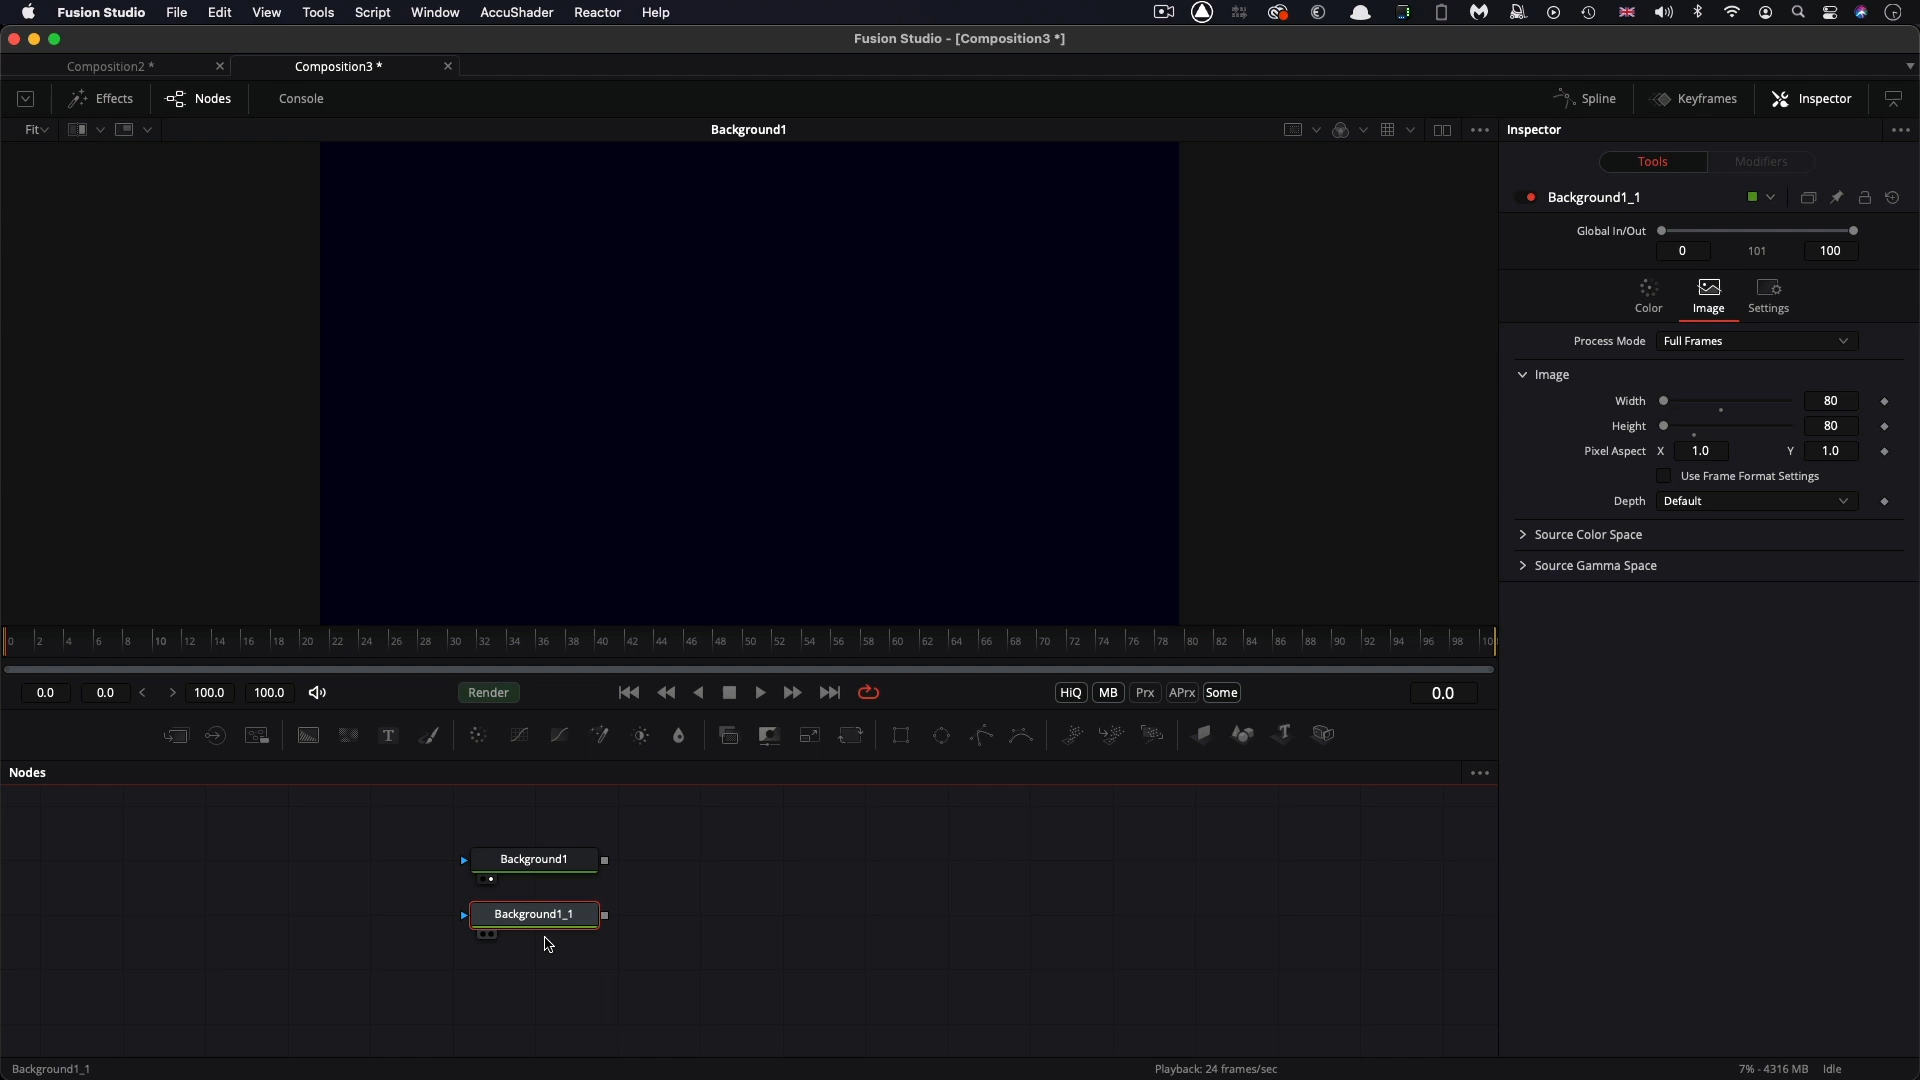 Fusion Studio File Edit View Tools Script Window AccuShader Reactor Help
Fusion Studio - [Composition3 *]
Composition2 * Composition3 *
Effects Nodes Console Spline Keyframes Inspector
Fit Background1 Inspector
Tools Modifiers
Background1_1
Global In/Out
0 101 100
Color Image Settings
Process Mode Full Frames
Image
Width 80
Height 80
Pixel Aspect X 1.0 Y 1.0
Use Frame Format Settings
Depth Default
Source Color Space
Source Gamma Space
0 2 4 6 8 10 12 14 16 18 20 22 24 26 28 30 32 34 36 38 40 42 44 46 48 50 52 54 56 58 60 62 64 66 68 70 72 74 76 78 80 82 84 86 88 90 92 94 96 98
0.0 0.0 < > 100.0 100.0 Render HiQ MB Prx APrx Some 0.0
T
Nodes
Background1
Background1_1
Background1_1 Playback: 24 frames/sec 7% - 4316 MB Idle